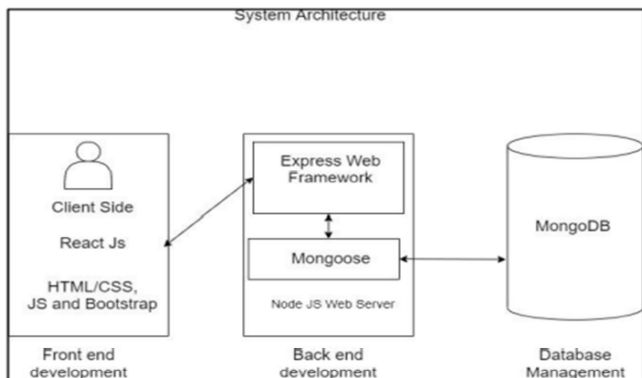 System Architecture
Client Side
React Js
HTML/CSS,
JS and Bootstrap
Front end
development
Express Web
Framework
Mongoose
Node JS Web Server
Back end
development
MongoDB
Database
Management